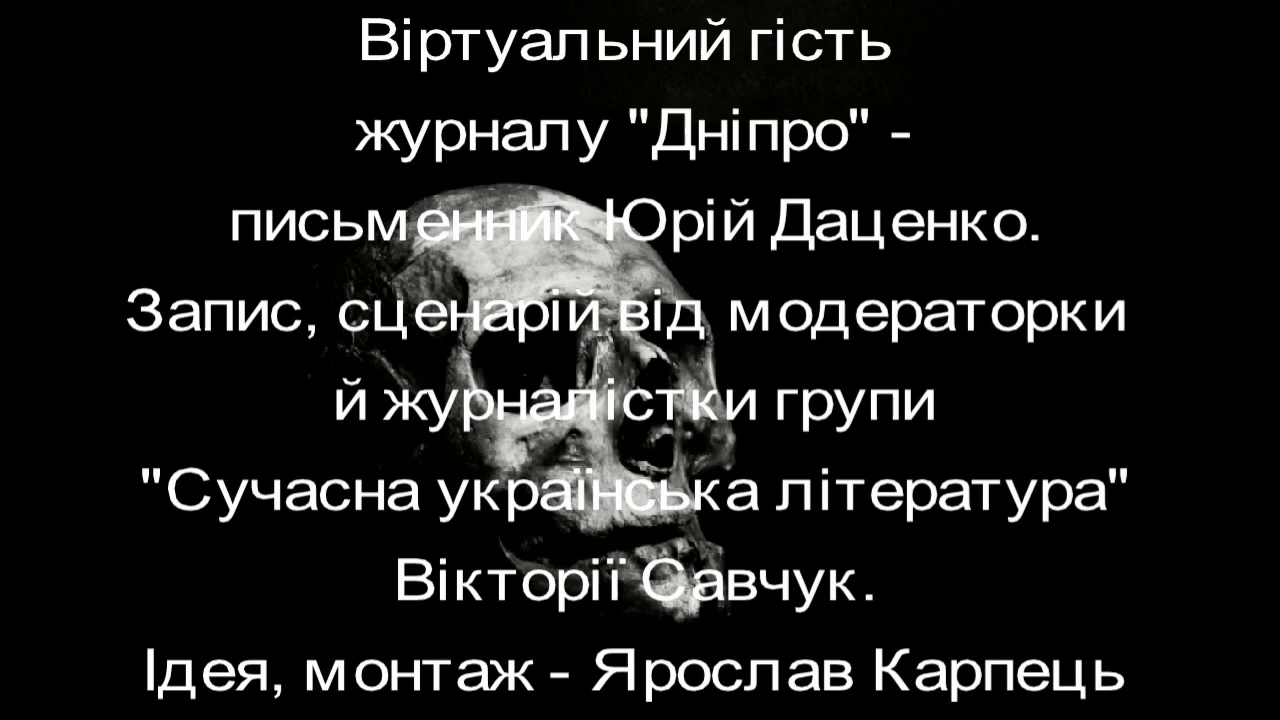 Віртуальний гість
журналу "Дніпро" -
письменник Юрій Даценко.
Запис, сценарій від модераторки
й журналістки групи
"Сучасна українська література"
Вікторії Савчук.
Ідея, монтаж - Ярослав Карпець